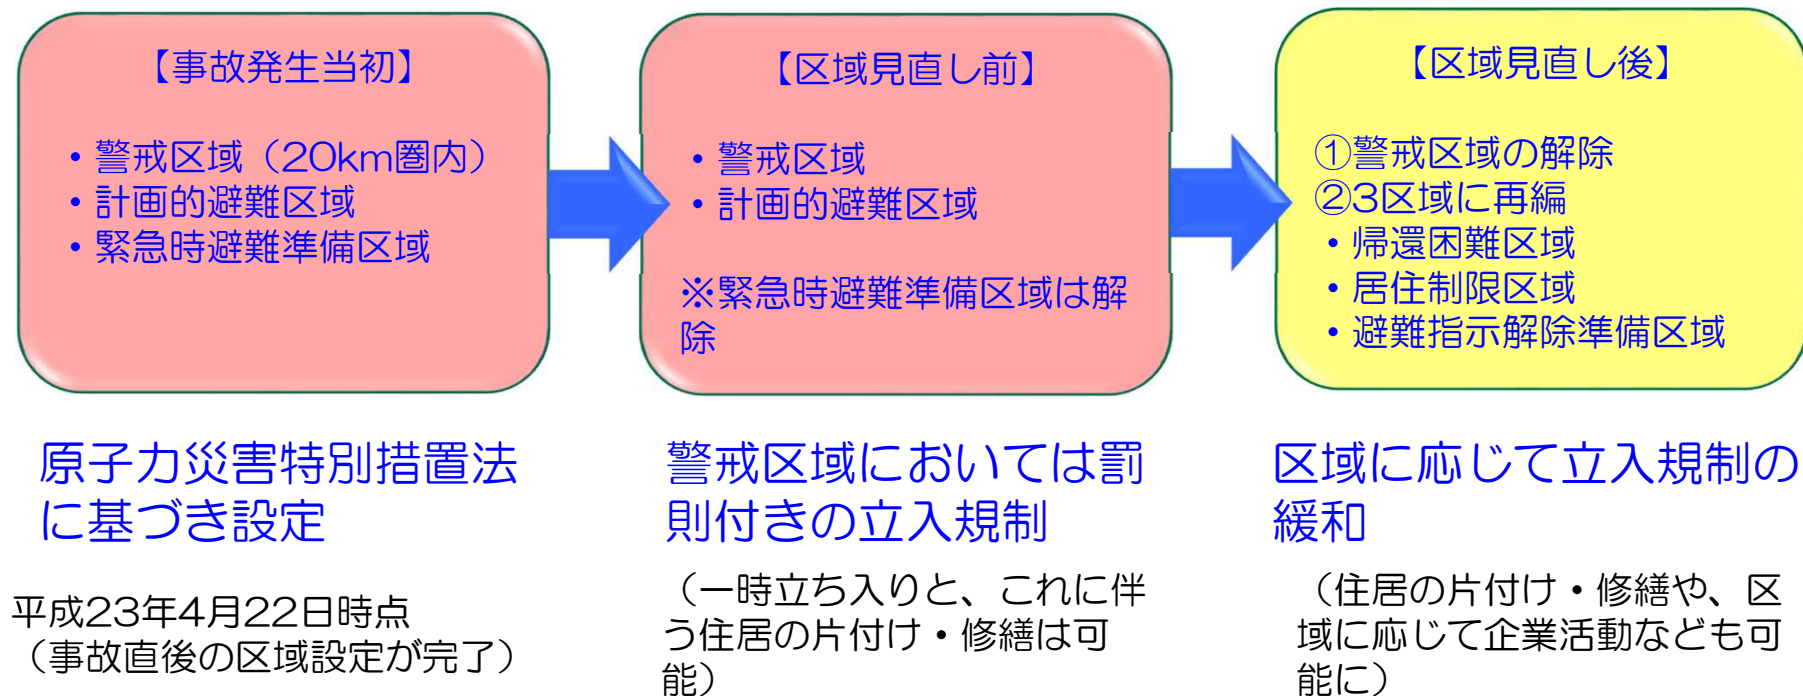 【事故発生当初】
・警戒区域（20km圏内）
・計画的避難区域
・緊急時避難準備区域
【区域見直し前】
・警戒区域
・計画的避難区域
※緊急時避難準備区域は解
除
【区域見直し後】
①警戒区域の解除
②3区域に再編
・帰還困難区域
・居住制限区域
・避難指示解除準備区域
原子力災害特別措置法
に基づき設定
平成23年4月22日時点
（事故直後の区域設定が完了）
警戒区域においては罰
則付きの立入規制
（一時立ち入りと、これに伴
う住居の片付け・修繕は可
能）
区域に応じて立入規制の
緩和
（住居の片付け・修繕や、区
域に応じて企業活動なども可
能に）